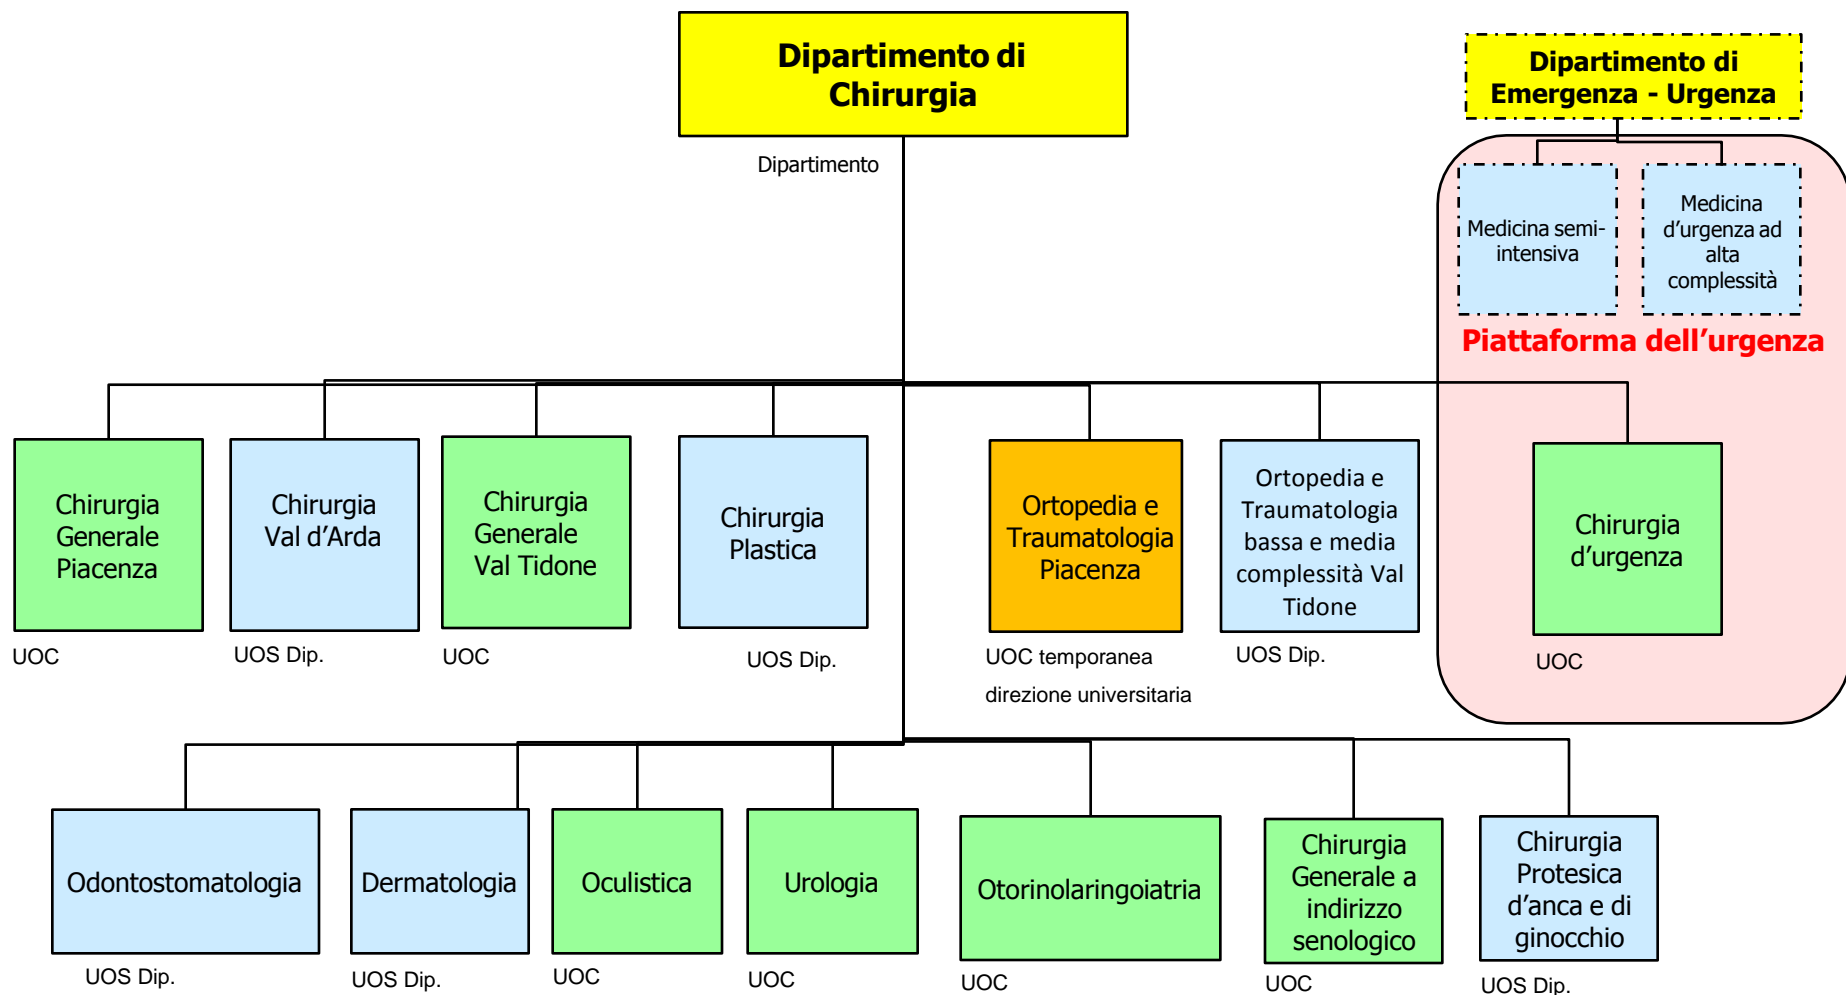 Dipartimento di
Chirurgia
Dipartimento
Dipartimento di
Emergenza - Urgenza
Medicina semi-
intensiva
Medicina
d’urgenza ad
alta
complessità
Piattaforma dell’urgenza
Chirurgia
Generale
Piacenza
UOC
Chirurgia
Val d’Arda
UOS Dip.
Chirurgia
Generale
Val Tidone
UOC
Chirurgia
Plastica
UOS Dip.
Ortopedia e
Traumatologia
Piacenza
UOC temporanea
direzione universitaria
Ortopedia e
Traumatologia
bassa e media
complessità Val
Tidone
UOS Dip.
Chirurgia
d’urgenza
UOC
Odontostomatologia
UOS Dip.
Dermatologia
UOS Dip.
Oculistica
UOC
Urologia
UOC
Otorinolaringoiatria
UOC
Chirurgia
Generale a
indirizzo
senologico
UOC
Chirurgia
Protesica
d’anca e di
ginocchio
UOS Dip.